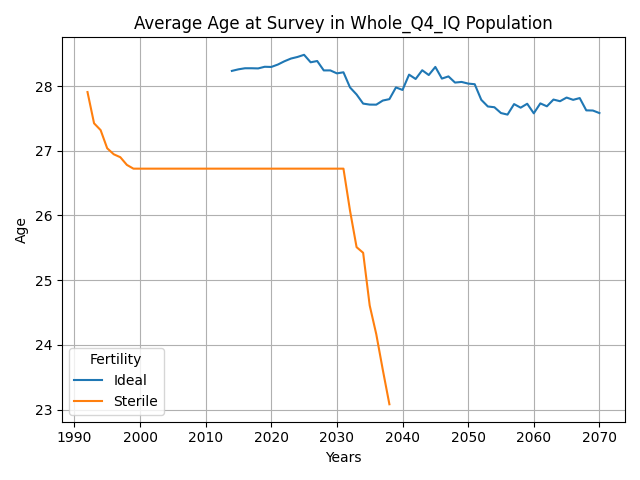 Average Age at Survey in Whole_Q4_IQ Population
Age
28
27
26
25
24
23
Fertility
Ideal
Sterile
1990 2000 2010 2020 2030 2040 2050 2060 2070
Years